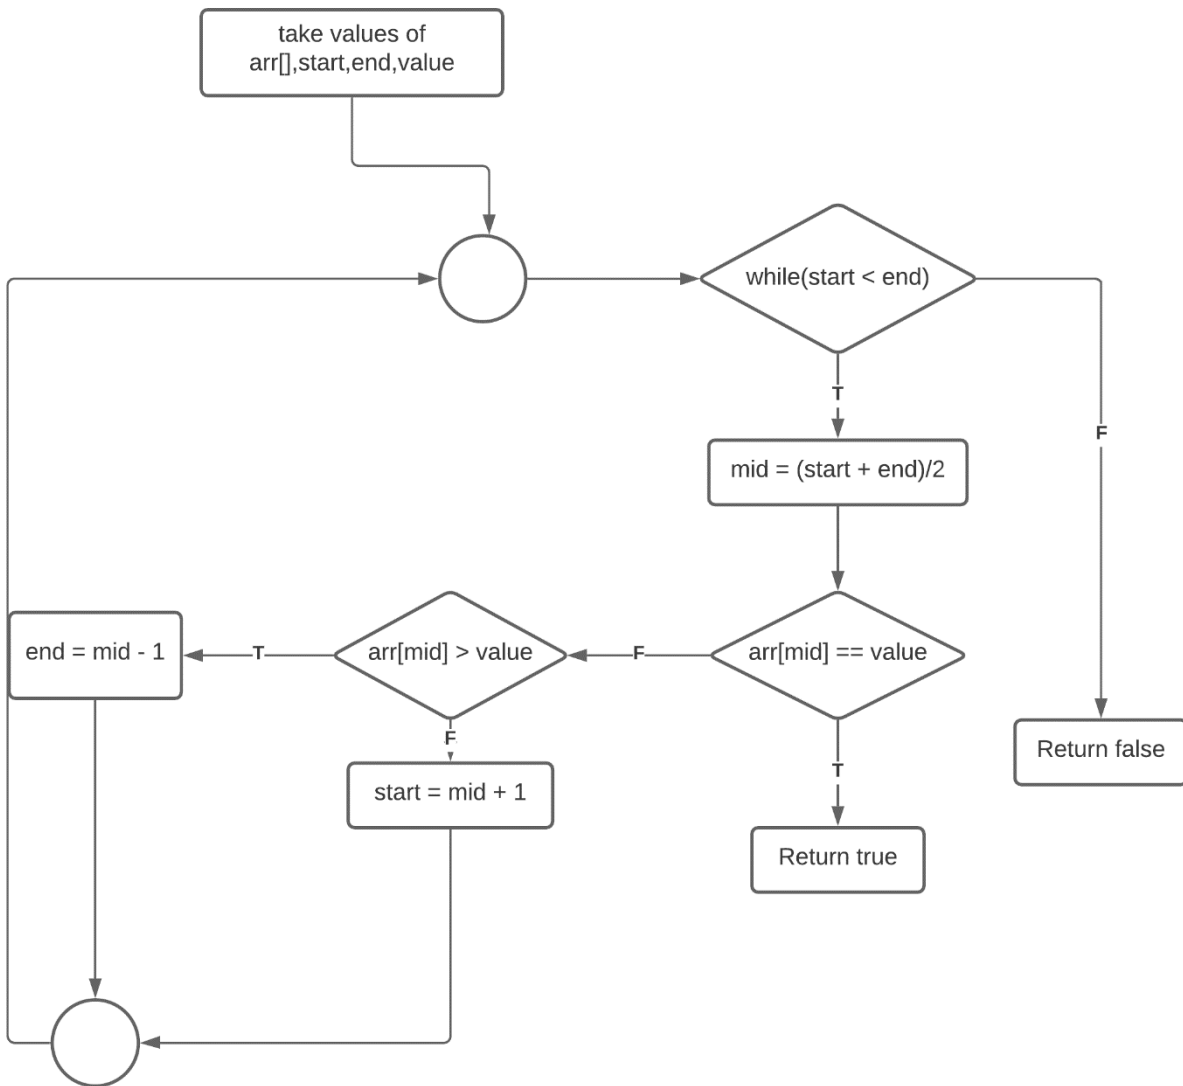 take values of
arr[],start,end,value
while(start < end)
T
F
mid = (start + end)/2
arr[mid] == value
F
arr[mid] > value
T
end = mid - 1
F
start = mid + 1
T
Return true
Return false